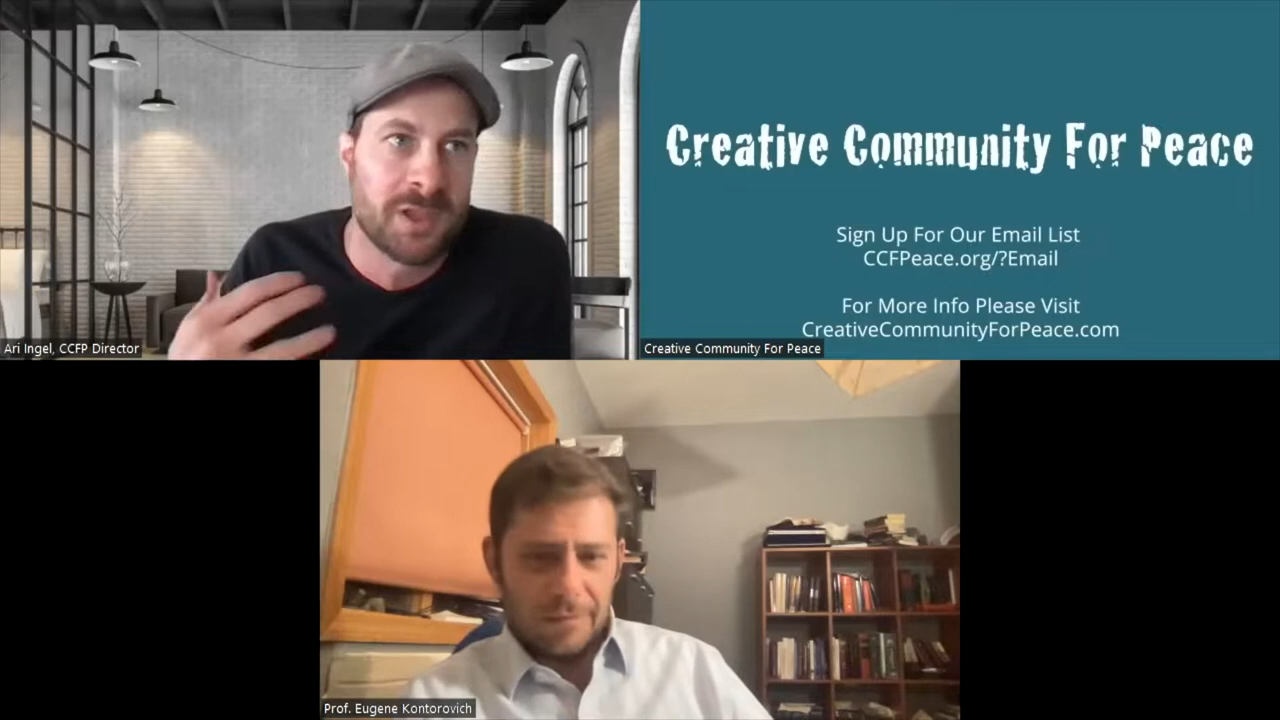 Creative Community For Peace
Sign Up For Our Email List
CCFPeace.org/?Email
For More Info Please Visit
CreativeCommunityForPeace.com
Ari Ingel, CCFP Director
Creative Community For Peace
Prof. Eugene Kontorovich